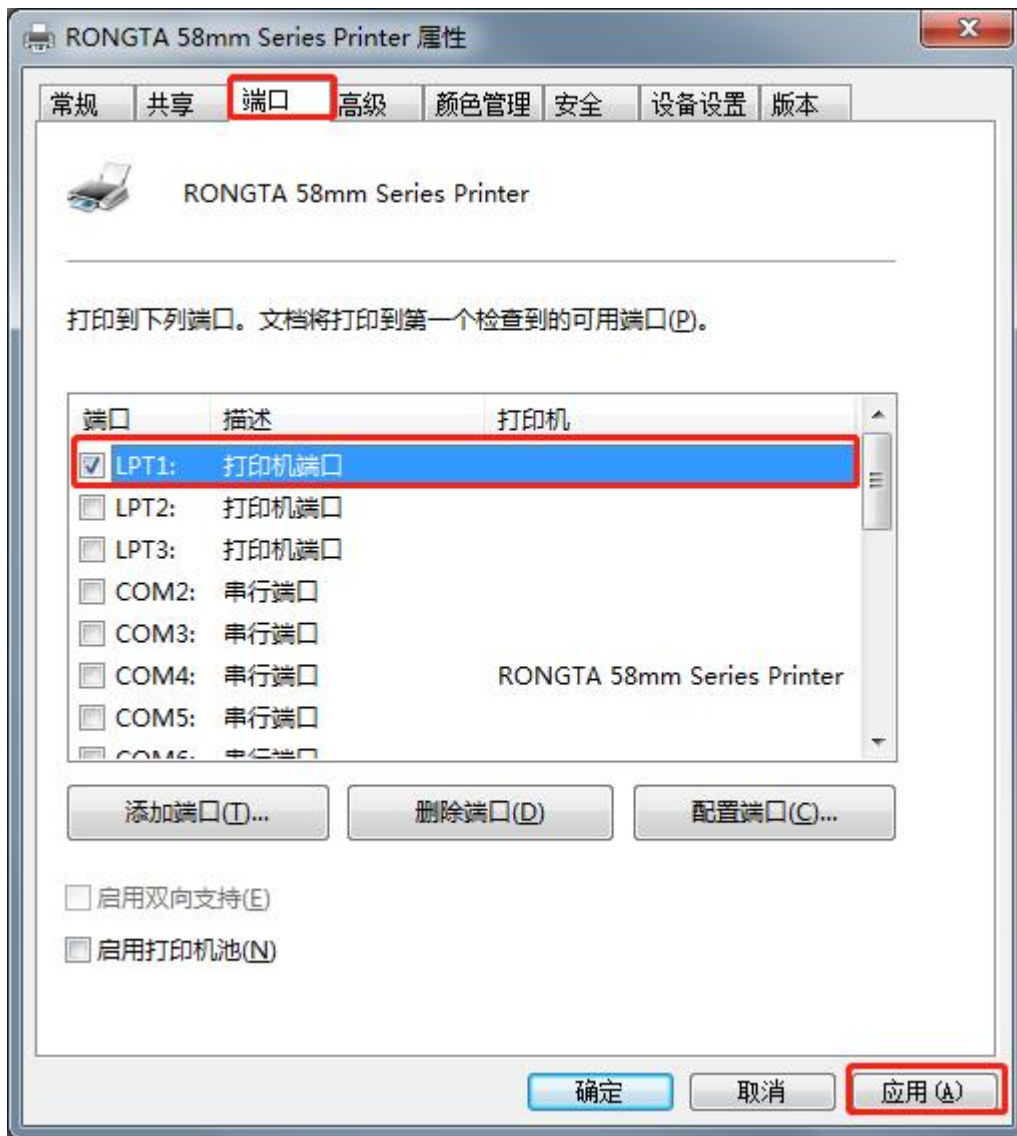 RONGTA 58mm Series Printer 属性
常规 共享 端口 高级 颜色管理 安全 设备设置 版本
RONGTA 58mm Series Printer
打印到下列端口。文档将打印到第一个检查到的可用端口(P)。
端口 描述 打印机
LPT1: 打印机端口
LPT2: 打印机端口
LPT3: 打印机端口
COM2: 串行端口
COM3: 串行端口
COM4: 串行端口 RONGTA 58mm Series Printer
COM5: 串行端口
COM6: 串行端口
添加端口(T)... 删除端口(D) 配置端口(C)...
启用双向支持(E)
启用打印机池(N)
确定 取消 应用(A)